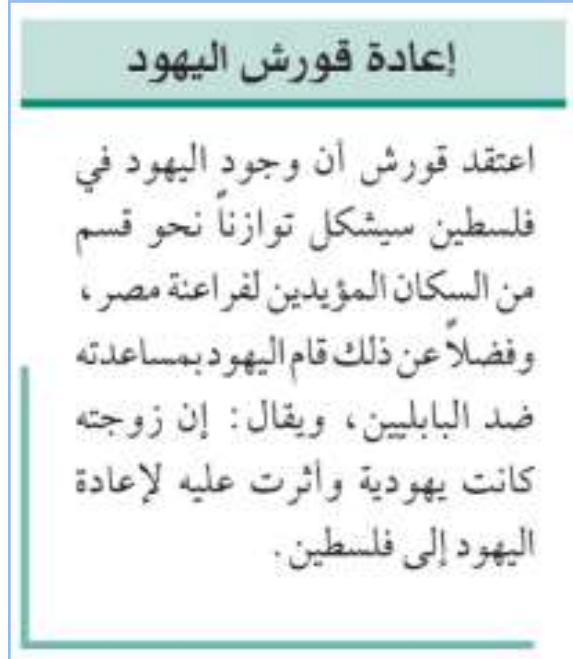 إعادة قورش اليهود
اعتقد قورش أن وجود اليهود في
فلسطين سيشكل توازناً نحو قسم
من السكان المؤيدين لفراعنة مصر ،
وفضلاً عن ذلك قام اليهود بمساعدته
ضد البابليين، ويقال: إن زوجته
كانت يهودية وأثرت عليه لإعادة
اليهود إلى فلسطين.